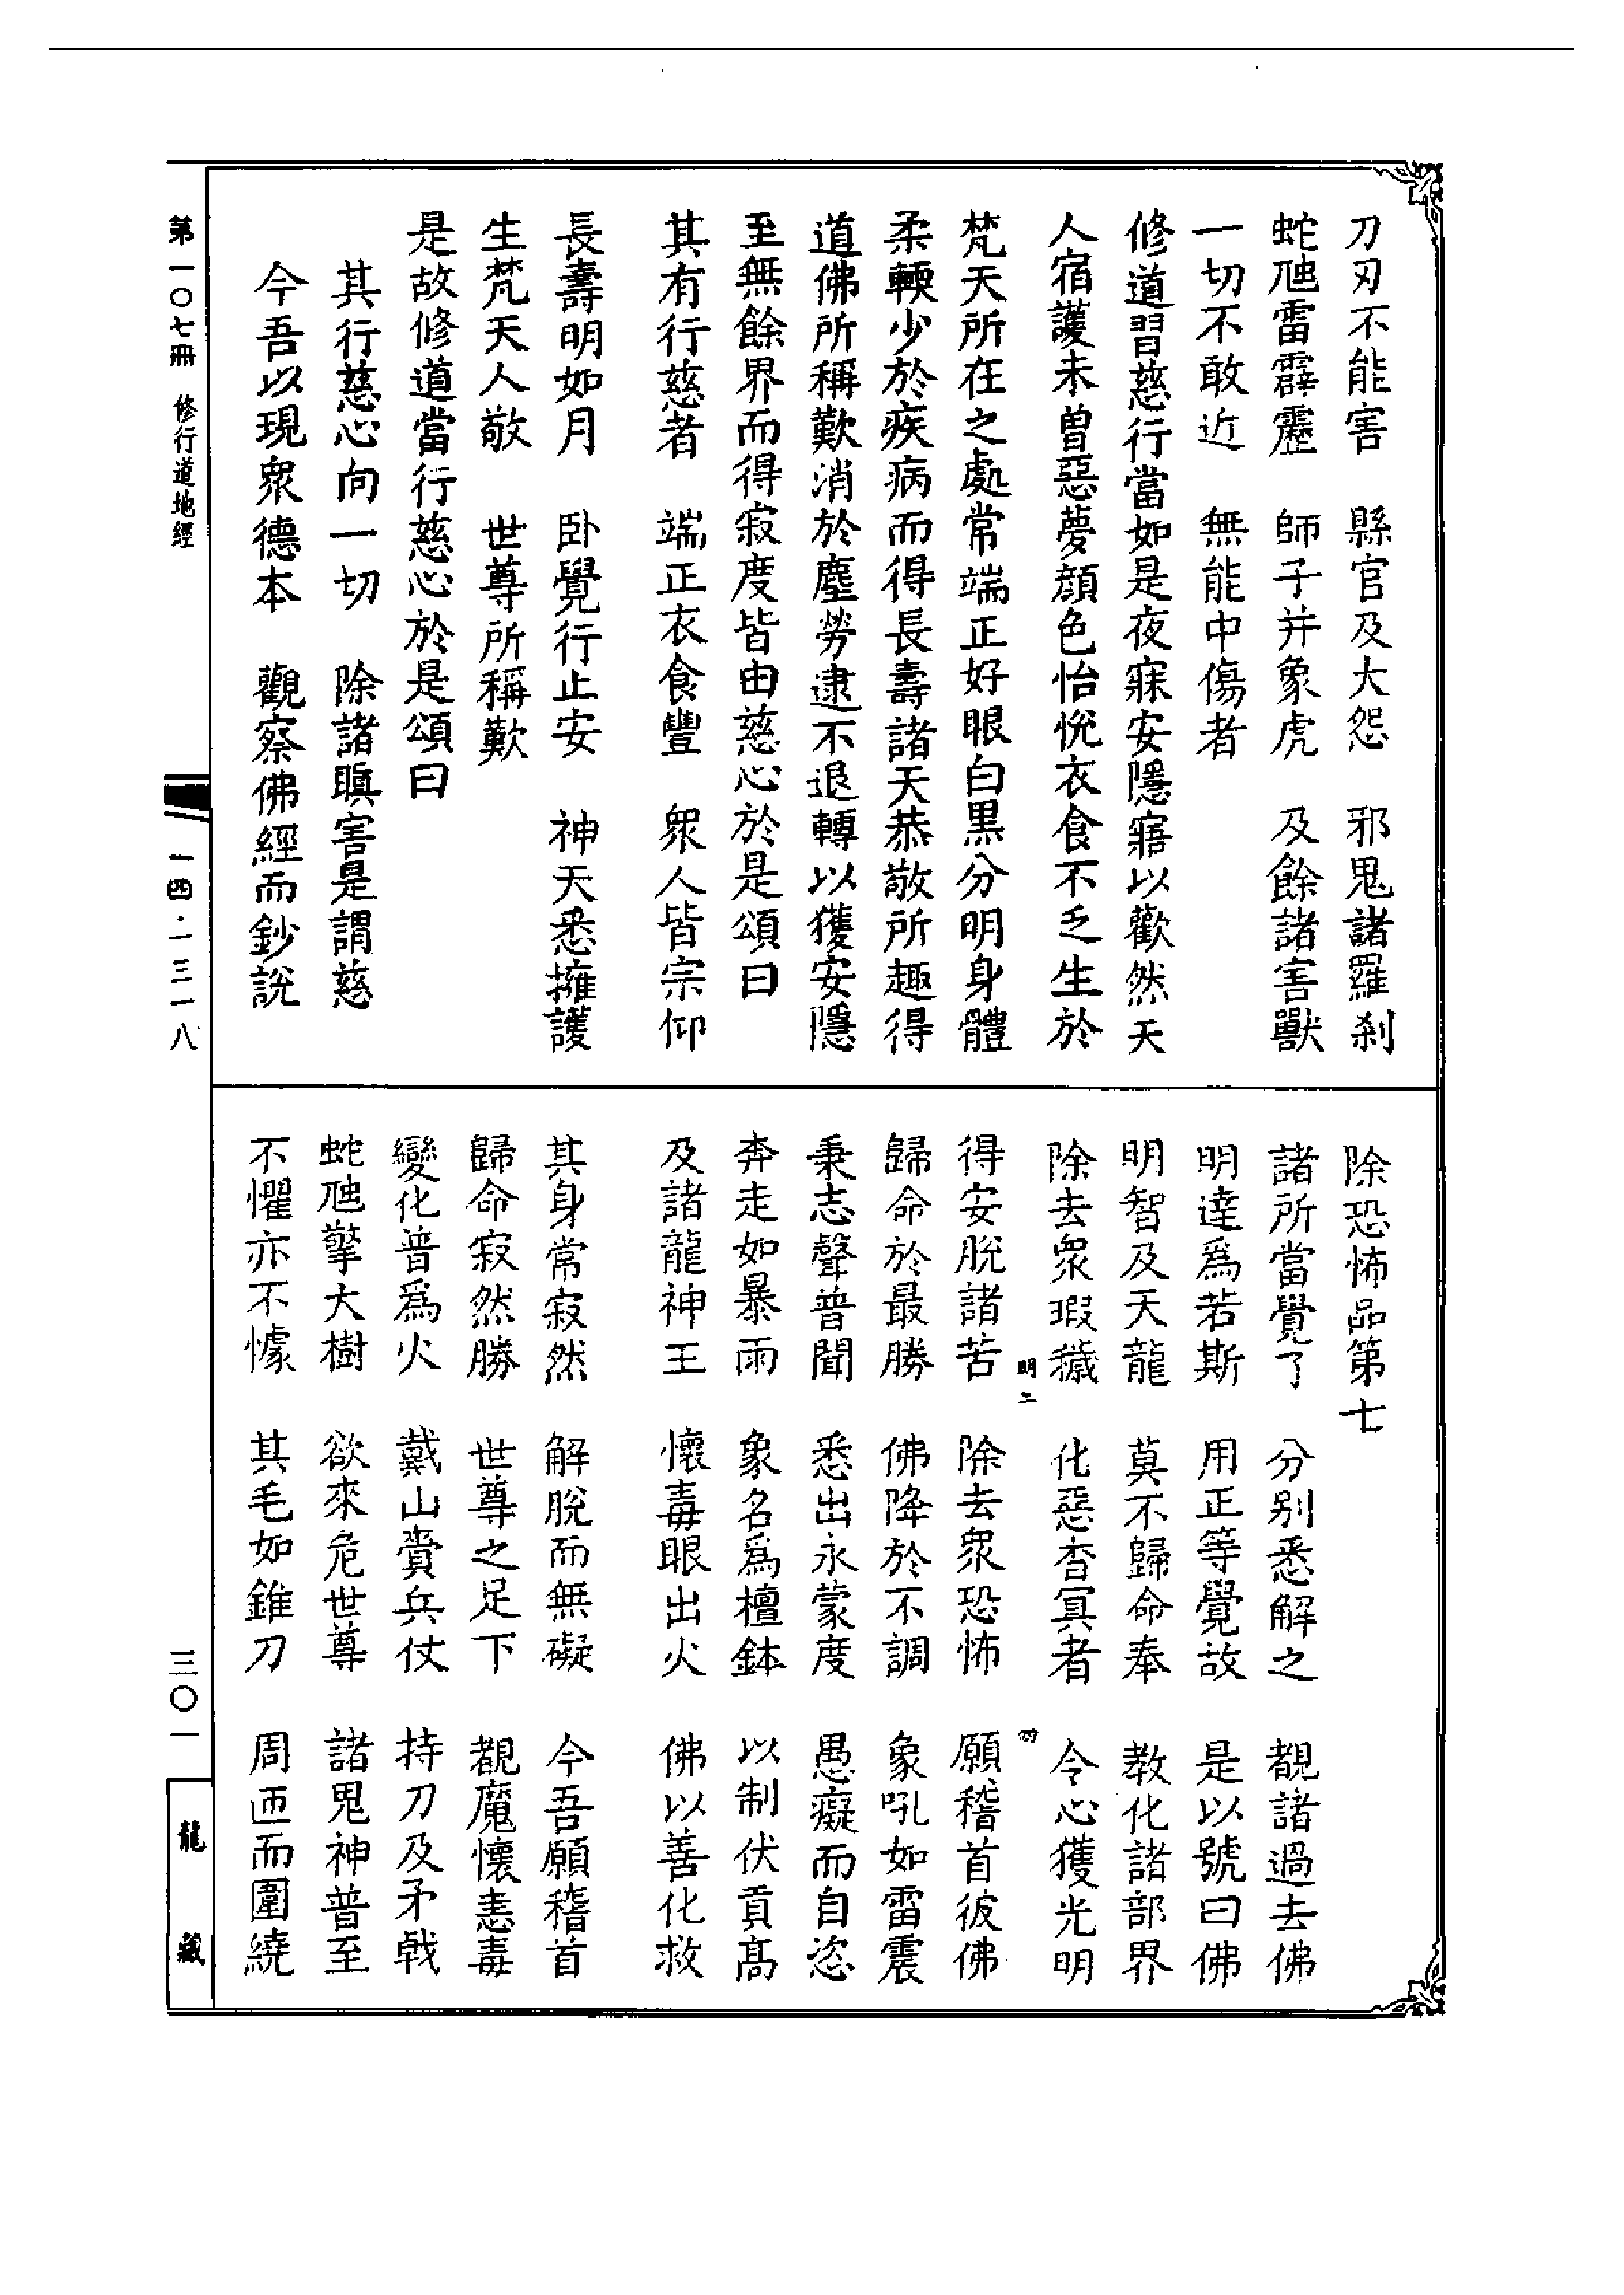 刀刃不能害　縣官及大怨　邪鬼諸羅刹
蛇虺雷霹靂　師子并象虎　及餘諸害獸
一切不敢近　無能中傷者
修道習慈行當如是夜寐安隱寤以歡然天
人宿護未曾惡夢顔色怡悅衣食不乏生於
梵天所在之處常端正好眼白黒分明身體
柔輭少於疾病而得長壽諸天恭敬所趣得
道佛所稱歎消於塵勞逮不退轉以獲安隱
至無餘界而得寂度皆由慈心於是頌曰
其有行慈者　端正衣食豐　衆人皆宗仰
長壽明如月　卧覺行止安　神天悉擁護
生梵天人敬　世尊所稱歎
是故修道當行慈心於是頌曰
其行慈心向一切　除諸瞋害是謂慈
今吾以現衆德本　觀察佛經而鈔說
除恐怖品第七
諸所當覺了　分别悉解之　覩諸過去佛
明達爲若斯　用正等覺故　是以號曰佛
明智及天龍　莫不歸命奉　教化諸部界
除去衆瑕穢　化惡杳冥者　令心獲光明
明二　四
得安脫諸苦　除去衆恐怖　願稽首彼佛
歸命於最勝　佛降於不調　象吼如雷震
秉志聲普聞　悉出永蒙度　愚癡而自恣
奔走如暴雨　象名爲檀鉢　以制伏貢高
及諸龍神王　懷毒眼出火　佛以善化救
其身常寂然　解脫而無礙　今吾願稽首
歸命寂然勝　世尊之足下　覩魔懷恚毒
變化普爲火　戴山齎兵仗　持刀及矛戟
蛇虺擎大樹　欲來危世尊　諸鬼神普至
不懼亦不懅　其毛如錐刀　周匝而圍繞
第一〇七冊　修行道地經
一四·一三一八
三〇一
龍藏